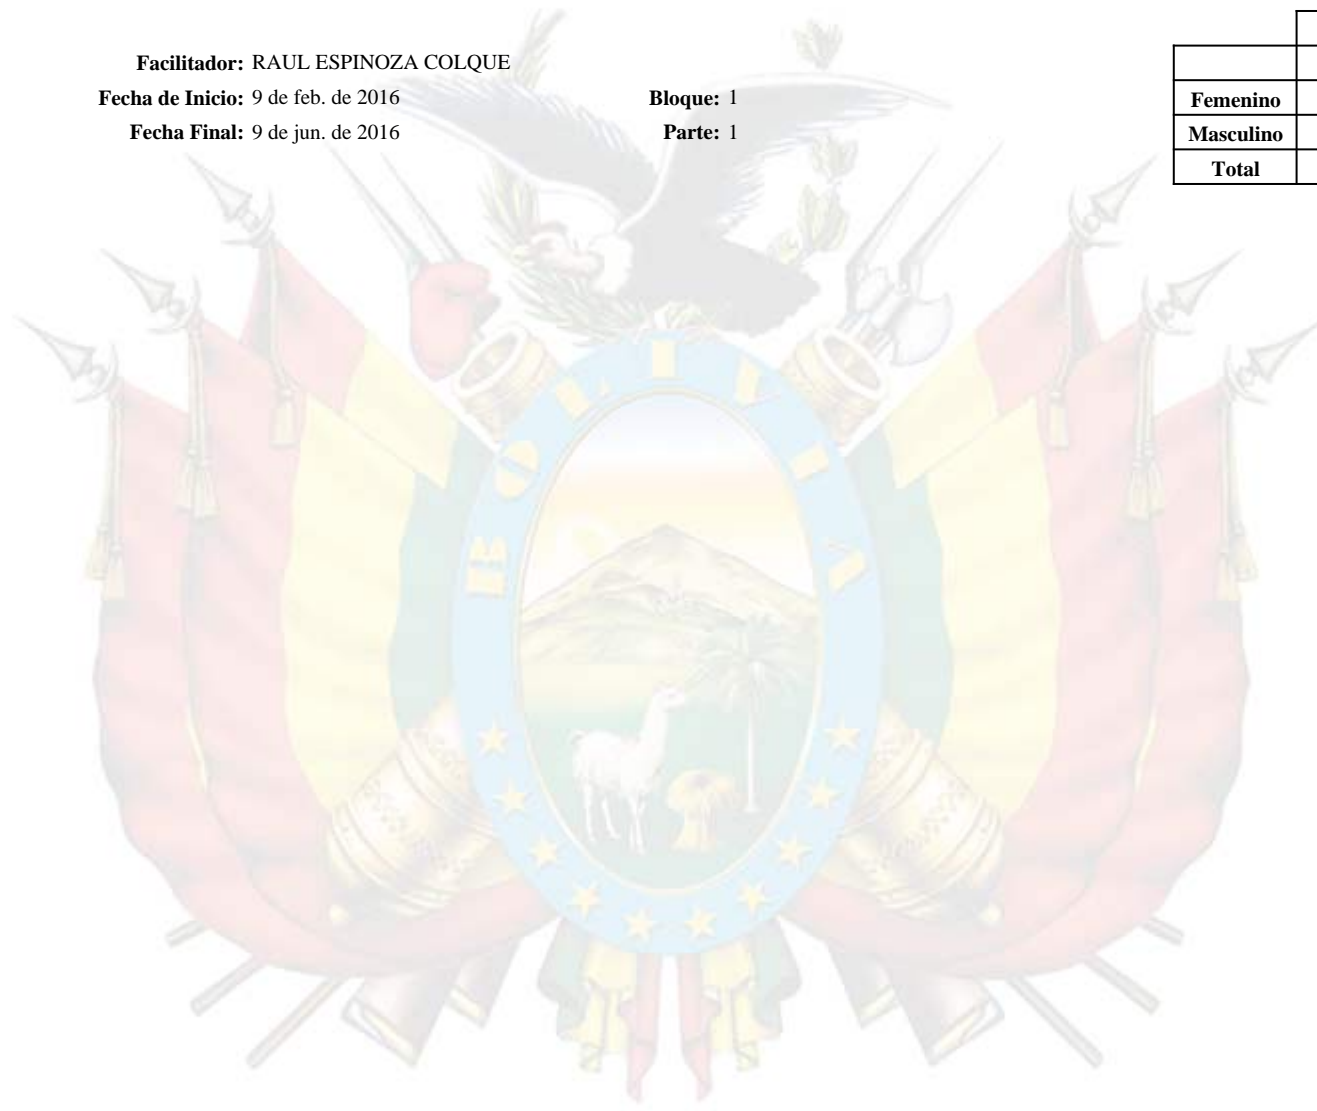 Facilitador: RAUL ESPINOZA COLQUE
Fecha de Inicio: 9 de feb. de 2016 Bloque: 1
Fecha Final: 9 de jun. de 2016 Parte: 1
Femenino
Masculino
Total
BOLIVIA